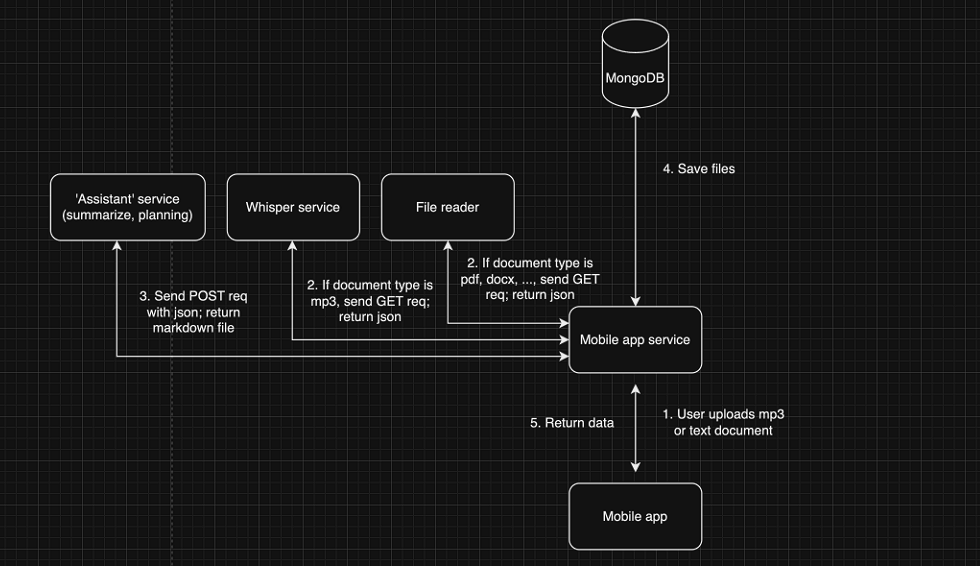 MongoDB
4. Save files
'Assistant' service
(summarize, planning)
Whisper service
File reader
2. If document type is
pdf, docx, ..., send GET
req; return json
2. If document type is
mp3, send GET req;
return json
3. Send POST req
with json; return
markdown file
Mobile app service
5. Return data
1. User uploads mp3
or text document
Mobile app